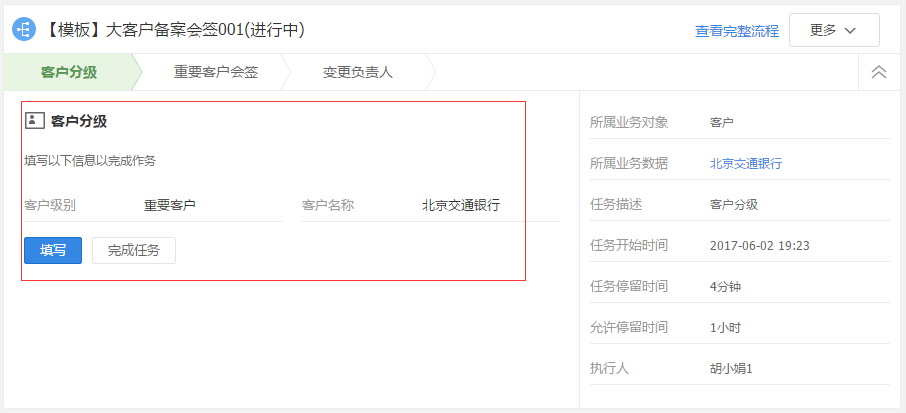 【模板】大客户备案会签001(进行中)
查看完整流程
更多
客户分级
重要客户会签
变更负责人
客户分级
填写以下信息以完成作务
客户级别 重要客户
客户名称 北京交通银行
填写
完成任务
所属业务对象 客户
所属业务数据 北京交通银行
任务描述 客户分级
任务开始时间 2017-06-02 19:23
任务停留时间 4分钟
允许停留时间 1小时
执行人 胡小娟1